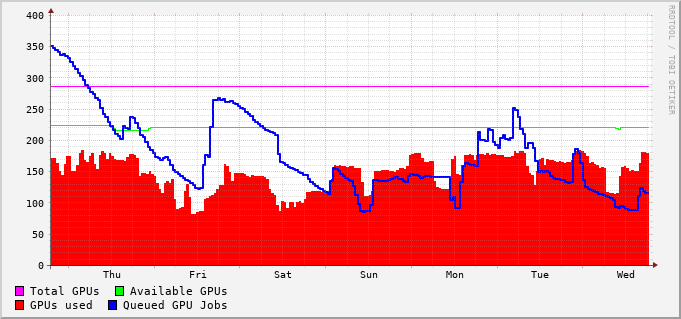 400
350
300
250
200
150
100
50
0
Thu Fri Sat Sun Mon Tue Wed
Total GPUs Available GPUs
GPUs used Queued GPU Jobs
RRDTOOL / TOBI OETIKER